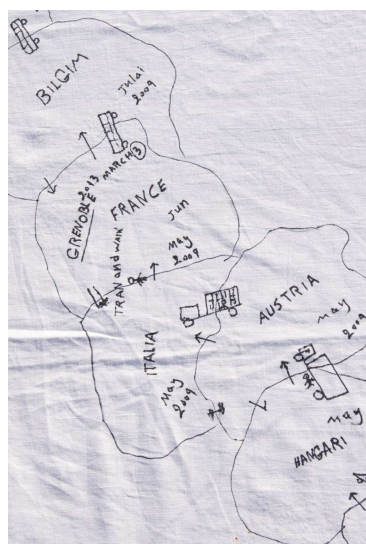 BILGIM
Julai
2009
MARCH 3
2013
GRENOBLE
FRANCE
Jun
May
2009
TRAN and WAIK
AUSTRIA
May
2009
ITALIA
May
2009
May
HANGARI